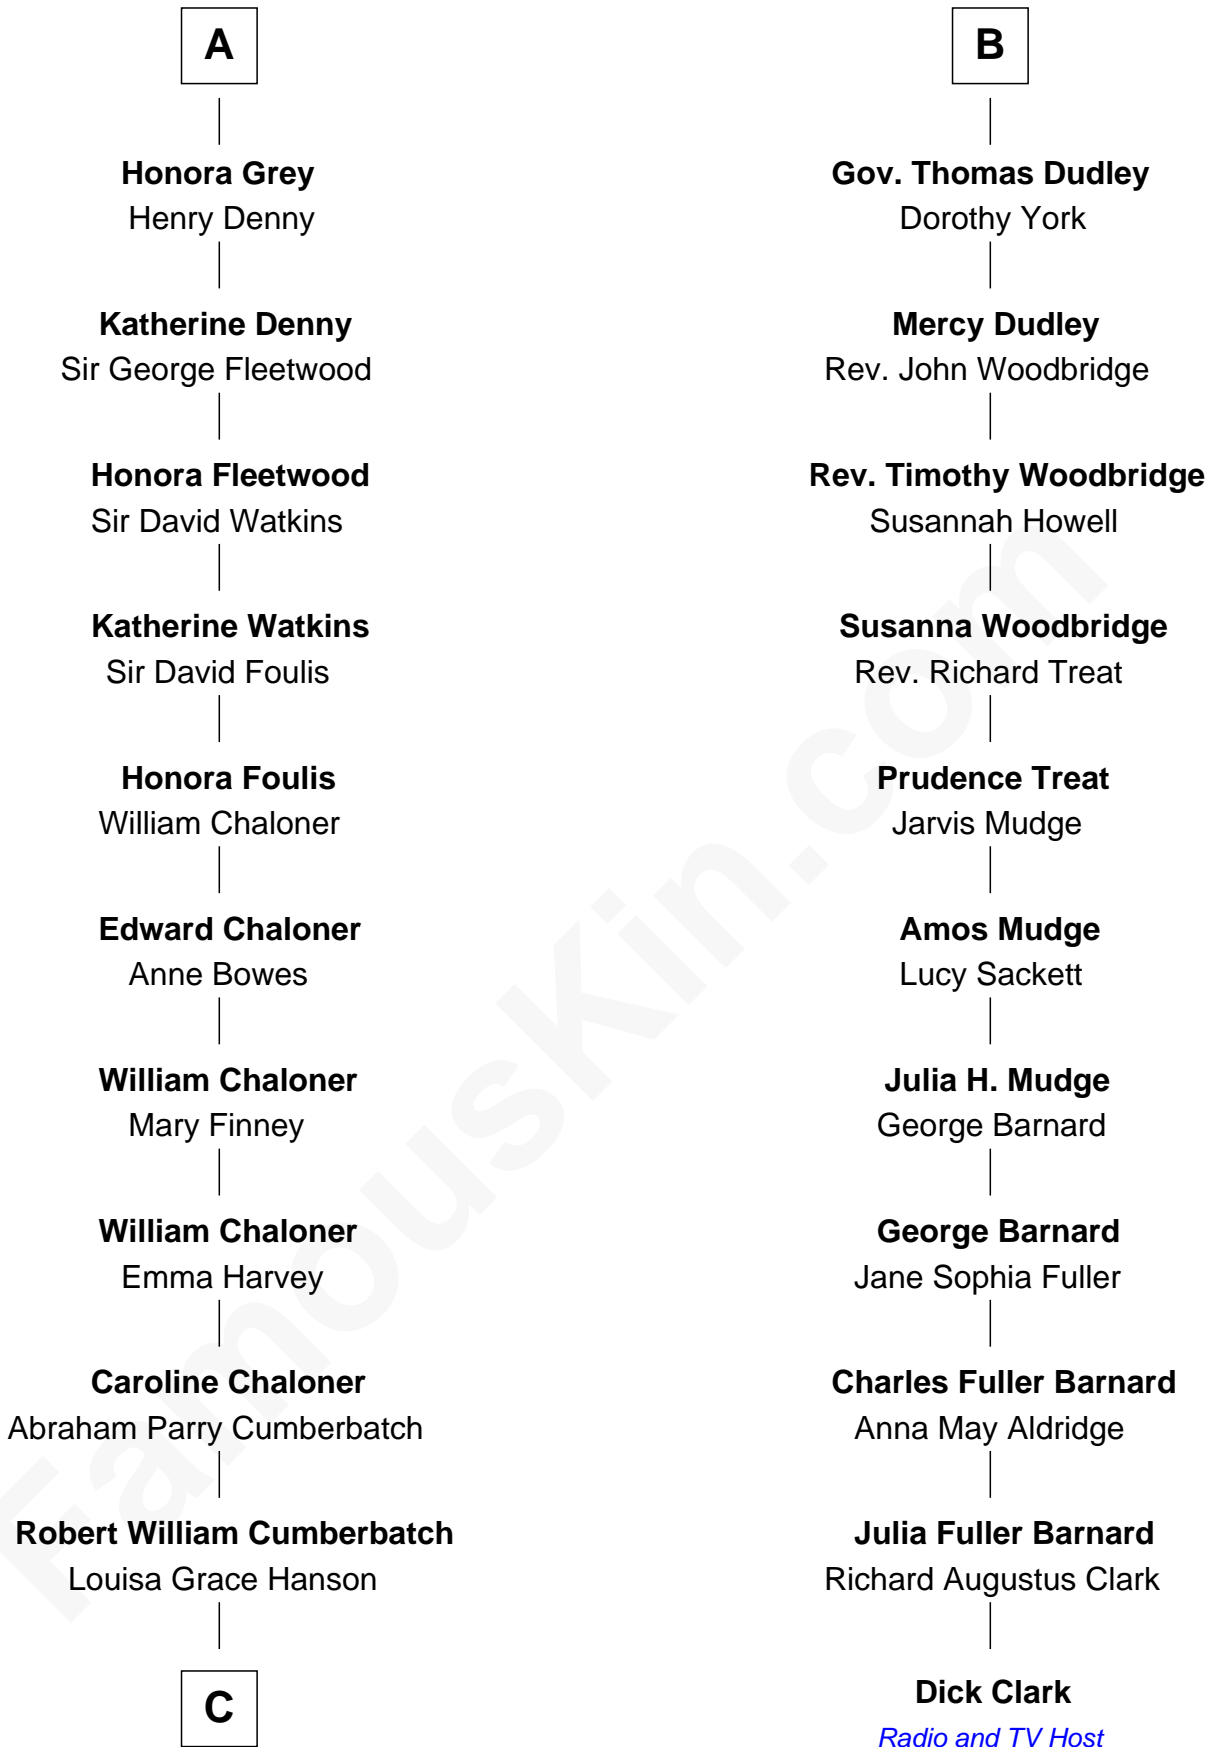 A
Honora Grey
Henry Denny
Katherine Denny
Sir George Fleetwood
Honora Fleetwood
Sir David Watkins
Katherine Watkins
Sir David Foulis
Honora Foulis
William Chaloner
Edward Chaloner
Anne Bowes
William Chaloner
Mary Finney
William Chaloner
Emma Harvey
Caroline Chaloner
Abraham Parry Cumberbatch
Robert William Cumberbatch
Louisa Grace Hanson
C
B
Gov. Thomas Dudley
Dorothy York
Mercy Dudley
Rev. John Woodbridge
Rev. Timothy Woodbridge
Susannah Howell
Susanna Woodbridge
Rev. Richard Treat
Prudence Treat
Jarvis Mudge
Amos Mudge
Lucy Sackett
Julia H. Mudge
George Barnard
George Barnard
Jane Sophia Fuller
Charles Fuller Barnard
Anna May Aldridge
Julia Fuller Barnard
Richard Augustus Clark
Dick Clark
Radio and TV Host
FamousKin.com